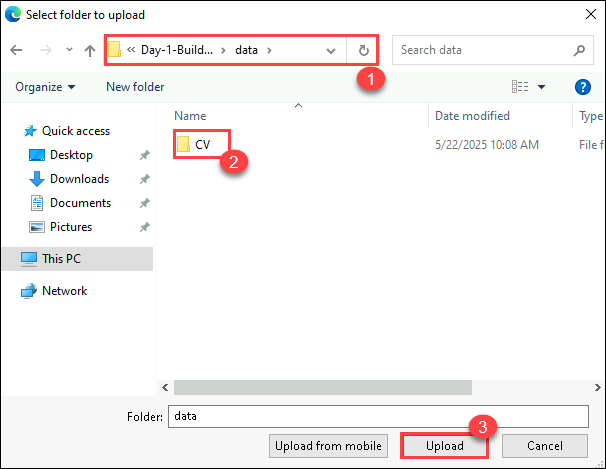 Select folder to upload
« Day-1-Build... > data >
Search data
1
Organize
New folder
?
Name
Date modified
Type
Quick access
Desktop
Downloads
Documents
Pictures
This PC
Network
CV
5/22/2025 10:08 AM
File f
2
Folder:
data
3
Upload from mobile
Upload
Cancel